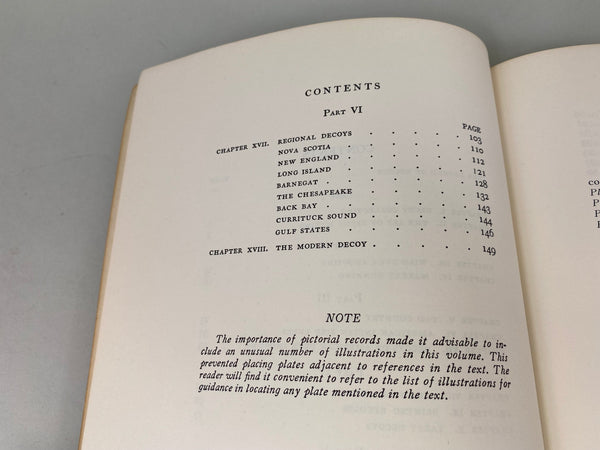 CONTENTS
PART VI
PAGE
CHAPTER XVII. REGIONAL DECOYS . . . . . 103
NOVA SCOTIA . . . . . 110
NEW ENGLAND . . . . . 112
LONG ISLAND . . . . . 121
BARNEGAT . . . . . . 128
THE CHESAPEAKE . . . . . 132
BACK BAY . . . . . . 143
CURRITUCK SOUND . . . . . 144
GULF STATES . . . . . 146
CHAPTER XVIII. THE MODERN DECOY . . . . . 149
NOTE
The importance of pictorial records made it advisable to in-
clude an unusual number of illustrations in this volume. This
prevented placing plates adjacent to references in the text. The
reader will find it convenient to refer to the list of illustrations for
guidance in locating any plate mentioned in the text.